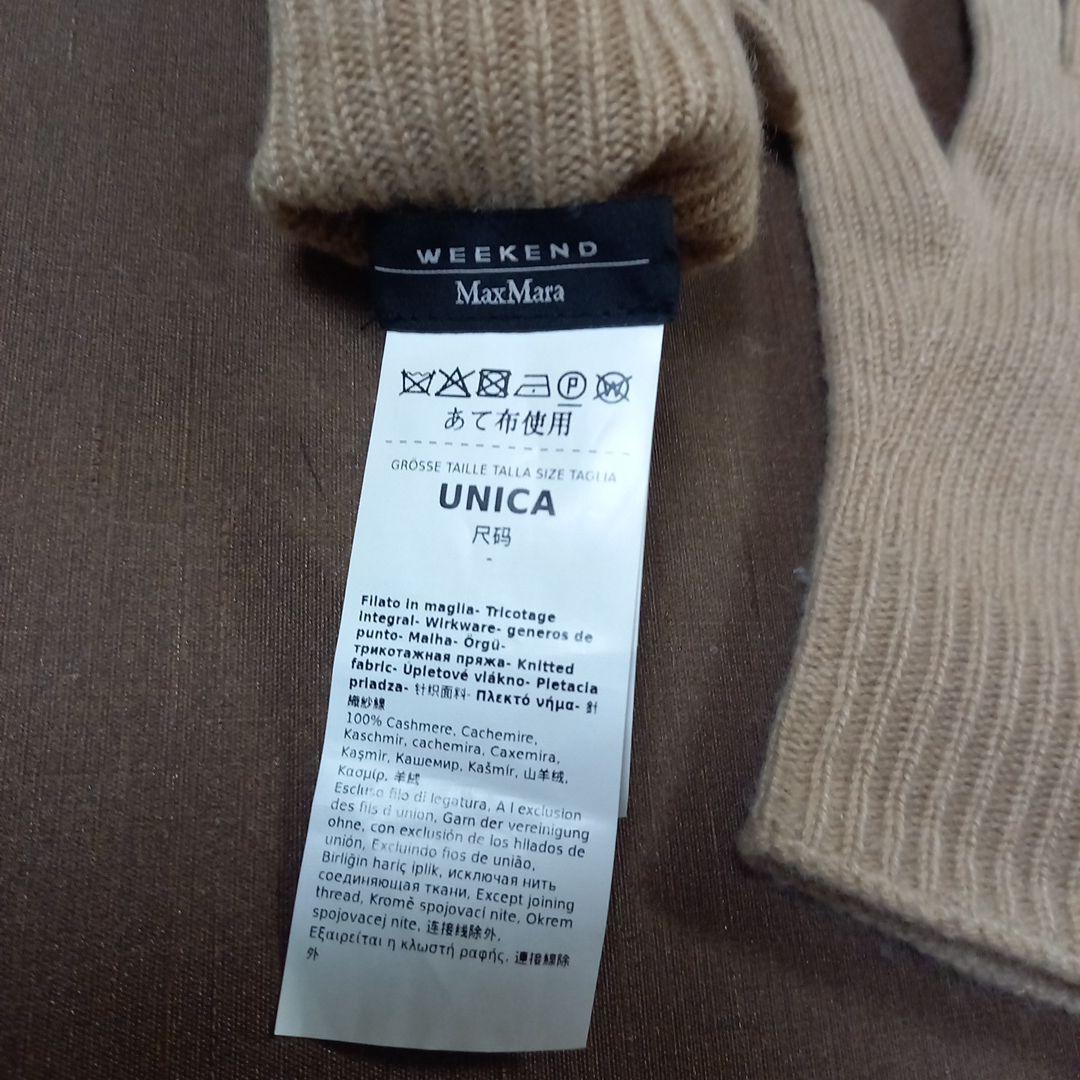 WEEKEND
MaxMara
あて布使用
GRÖSSE TAILLE TALLA SIZE TAGLIA
UNICA
尺码
-
Filato in maglia- Tricotage
integral- Wirkware- generos de
punto- Malha- Örgü-
трикотажная пряжа- Knitted
fabric- Upletové vlákno- Pletacia
priadza- 针织面料- Πλεκτό νήμα- 針
織紗線
100% Cashmere, Cachemire,
Kaschmir, cachemira, Caxemira,
Kaşmir, Кашемир, Kašmír, 山羊绒,
Κασμίρ, 羊絨
Escluso filo di legatura, A l exclusion
des fils d union, Garn der vereinigung
ohne, con exclusión de los hilados de
unión, Excluindo fios de união,
Birliğin hariç iplik, исключая нить
соединяющая ткани, Except joining
thread, Kromě spojovací nite, Okrem
spojovacej nite, 连接线除外,
Εξαιρείται η κλωστή ραφής, 連接線除
外